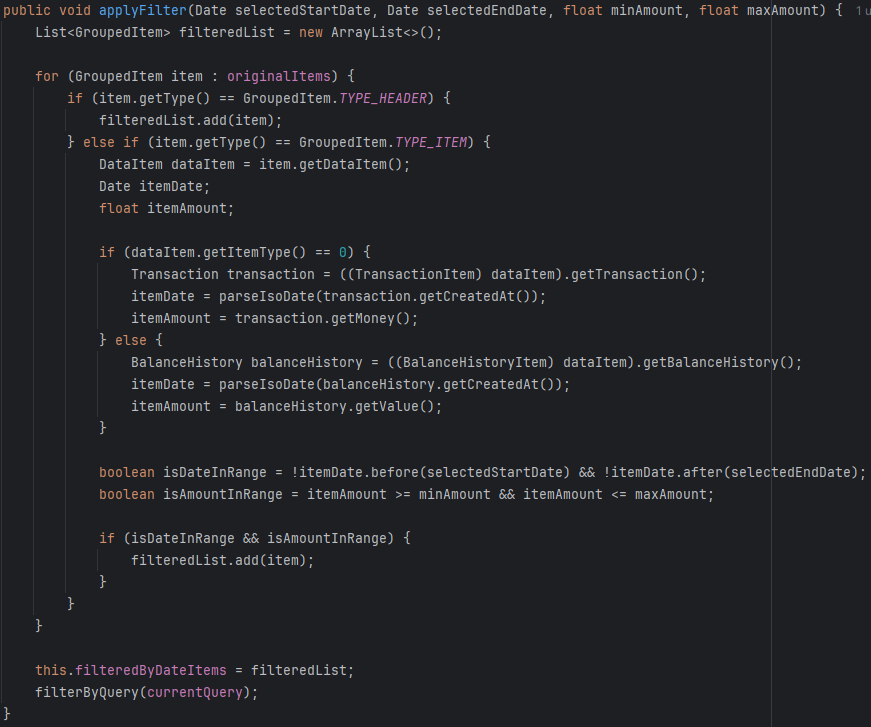 public void applyFilter(Date selectedStartDate, Date selectedEndDate, float minAmount, float maxAmount) { 1 u
List<GroupedItem> filteredList = new ArrayList<>();
for (GroupedItem item : originalItems) {
if (item.getType() == GroupedItem.TYPE_HEADER) {
filteredList.add(item);
} else if (item.getType() == GroupedItem.TYPE_ITEM) {
DataItem dataItem = item.getDataItem();
Date itemDate;
float itemAmount;
if (dataItem.getItemType() == 0) {
Transaction transaction = ((TransactionItem) dataItem).getTransaction();
itemDate = parseIsoDate(transaction.getCreatedAt());
itemAmount = transaction.getMoney();
} else {
BalanceHistory balanceHistory = ((BalanceHistoryItem) dataItem).getBalanceHistory();
itemDate = parseIsoDate(balanceHistory.getCreatedAt());
itemAmount = balanceHistory.getValue();
}
boolean isDateInRange = !itemDate.before(selectedStartDate) && !itemDate.after(selectedEndDate);
boolean isAmountInRange = itemAmount >= minAmount && itemAmount <= maxAmount;
if (isDateInRange && isAmountInRange) {
filteredList.add(item);
}
}
}
this.filteredByDateItems = filteredList;
filterByQuery(currentQuery);
}